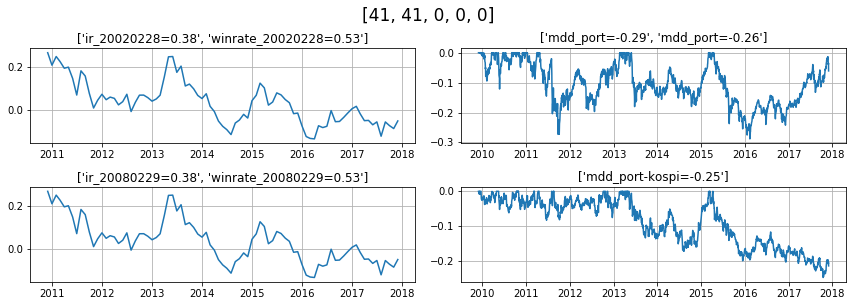 [41, 41, 0, 0, 0]
['ir_20020228=0.38', 'winrate_20020228=0.53']
0.2
0.0
2011 2012 2013 2014 2015 2016 2017 2018
['mdd_port=-0.29', 'mdd_port=-0.26']
0.0
−0.1
−0.2
−0.3
2010 2011 2012 2013 2014 2015 2016 2017 2018
['ir_20080229=0.38', 'winrate_20080229=0.53']
0.2
0.0
2011 2012 2013 2014 2015 2016 2017 2018
['mdd_port-kospi=-0.25']
0.0
−0.1
−0.2
2010 2011 2012 2013 2014 2015 2016 2017 2018